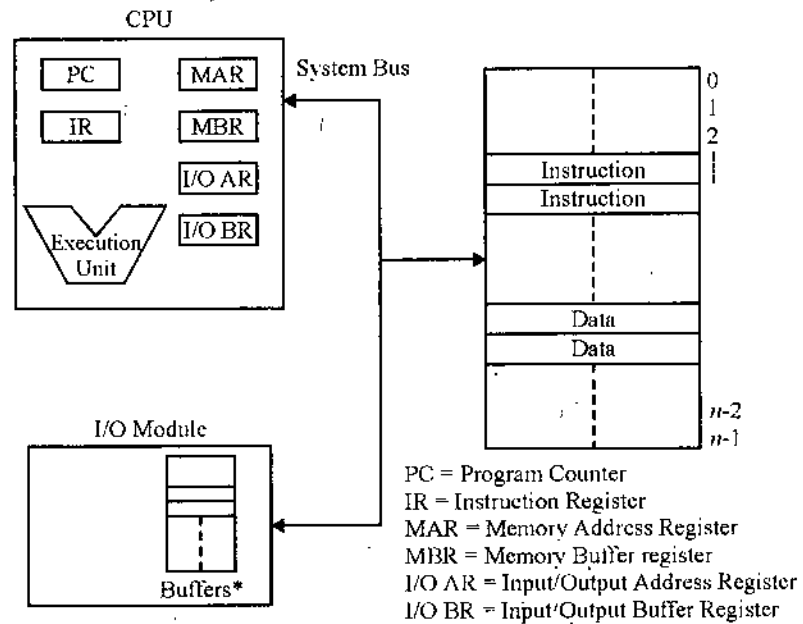 CPU
PC
MAR
System Bus
IR
MBR
I/O AR
I/O BR
Execution
Unit
0
1
2
Instruction
Instruction
Data
Data
n-2
n-1
I/O Module
Buffers*
PC = Program Counter
IR = Instruction Register
MAR = Memory Address Register
MBR = Memory Buffer register
I/O AR = Input/Output Address Register
I/O BR = Input/Output Buffer Register